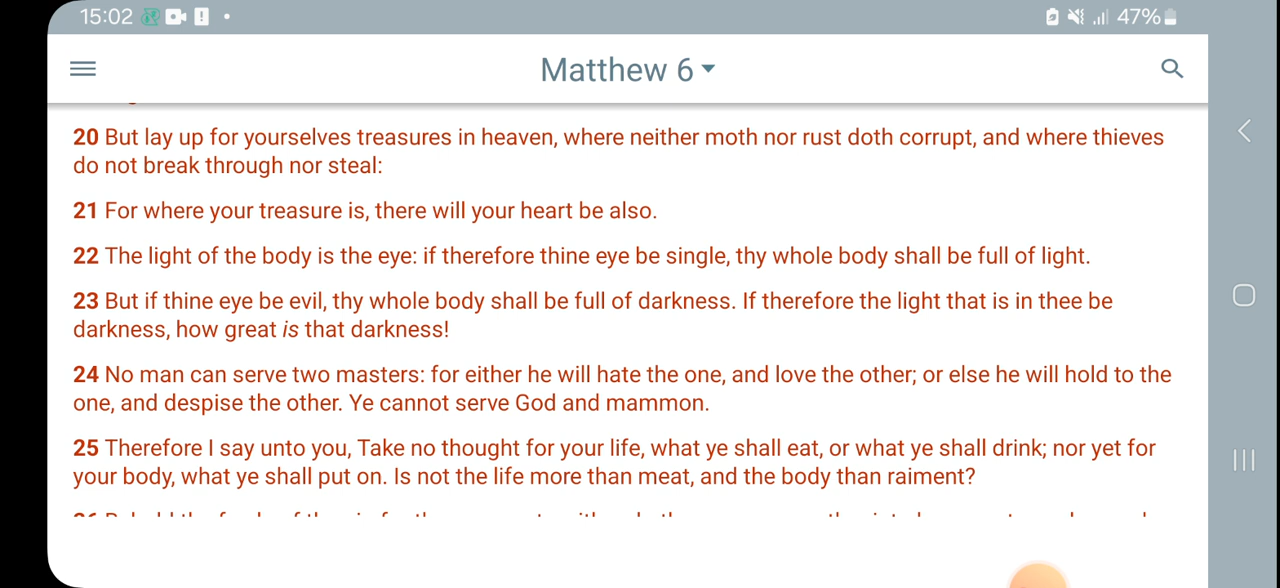 15:02
47%
Matthew 6
20 But lay up for yourselves treasures in heaven, where neither moth nor rust doth corrupt, and where thieves
do not break through nor steal:
21 For where your treasure is, there will your heart be also.
22 The light of the body is the eye: if therefore thine eye be single, thy whole body shall be full of light.
23 But if thine eye be evil, thy whole body shall be full of darkness. If therefore the light that is in thee be
darkness, how great is that darkness!
24 No man can serve two masters: for either he will hate the one, and love the other; or else he will hold to the
one, and despise the other. Ye cannot serve God and mammon.
25 Therefore I say unto you, Take no thought for your life, what ye shall eat, or what ye shall drink; nor yet for
your body, what ye shall put on. Is not the life more than meat, and the body than raiment?